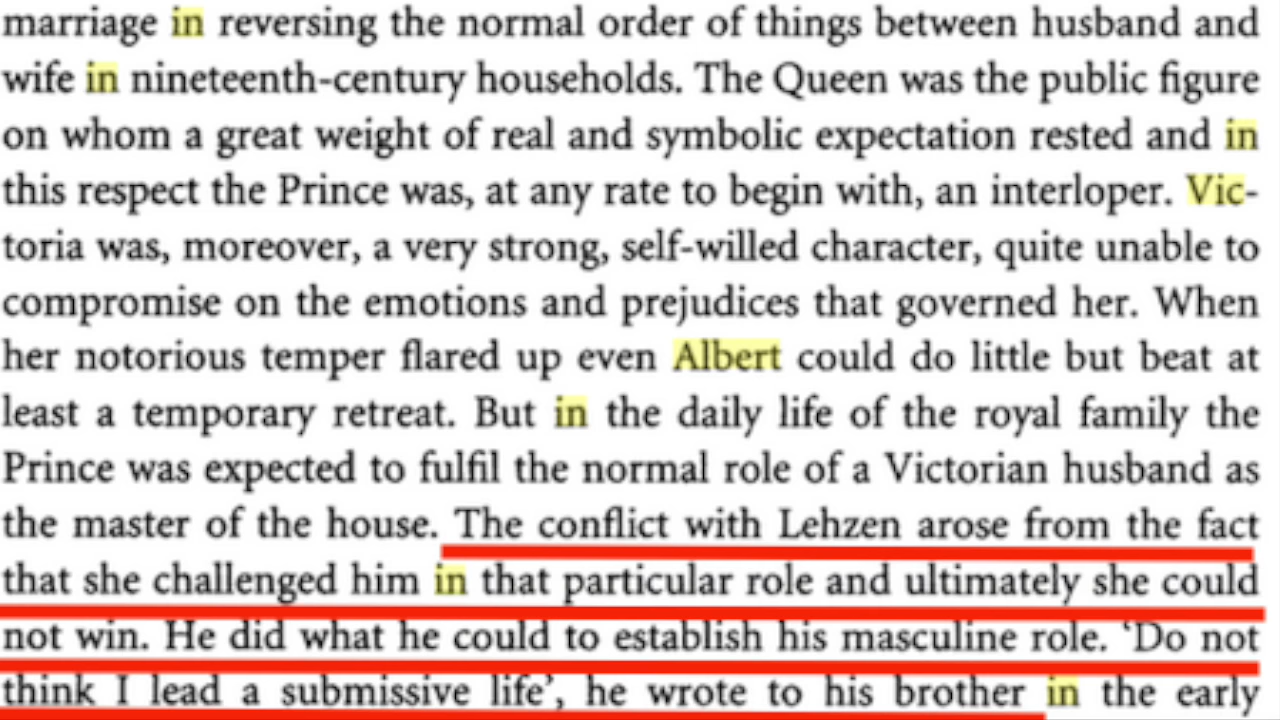 marriage in reversing the normal order of things between husband and
wife in nineteenth-century households. The Queen was the public figure
on whom a great weight of real and symbolic expectation rested and in
this respect the Prince was, at any rate to begin with, an interloper. Vic-
toria was, moreover, a very strong, self-willed character, quite unable to
compromise on the emotions and prejudices that governed her. When
her notorious temper flared up even Albert could do little but beat at
least a temporary retreat. But in the daily life of the royal family the
Prince was expected to fulfil the normal role of a Victorian husband as
the master of the house. The conflict with Lehzen arose from the fact
that she challenged him in that particular role and ultimately she could
not win. He did what he could to establish his masculine role. ‘Do not
think I lead a submissive life’, he wrote to his brother in the early